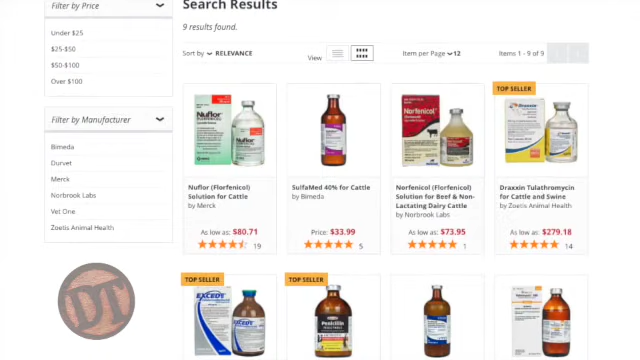 Search Results
Filter by Price
9 results found.
Under $25
$25-$50
$50-$100
Over $100
Sort by RELEVANCE
View
Item per Page 12
Items 1 - 9 of 9
Filter by Manufacturer
Bimeda
Durvet
Merck
Norbrook Labs
Vet One
Zoetis Animal Health
TOP SELLER
Nuflor
Norfenicol
Draxxin
Nuflor (Florfenicol)
Solution for Cattle
by Merck
As low as: $80.71
19
SulfaMed 40% for Cattle
by Bimeda
Price: $33.99
5
Norfenicol (Florfenicol)
Solution for Beef & Non-
Lactating Dairy Cattle
by Norbrook Labs
As low as: $73.95
1
Draxxin Tulathromycin
for Cattle and Swine
by Zoetis Animal Health
As low as: $279.18
14
DT
TOP SELLER
TOP SELLER
EXCEDE
Penicillin